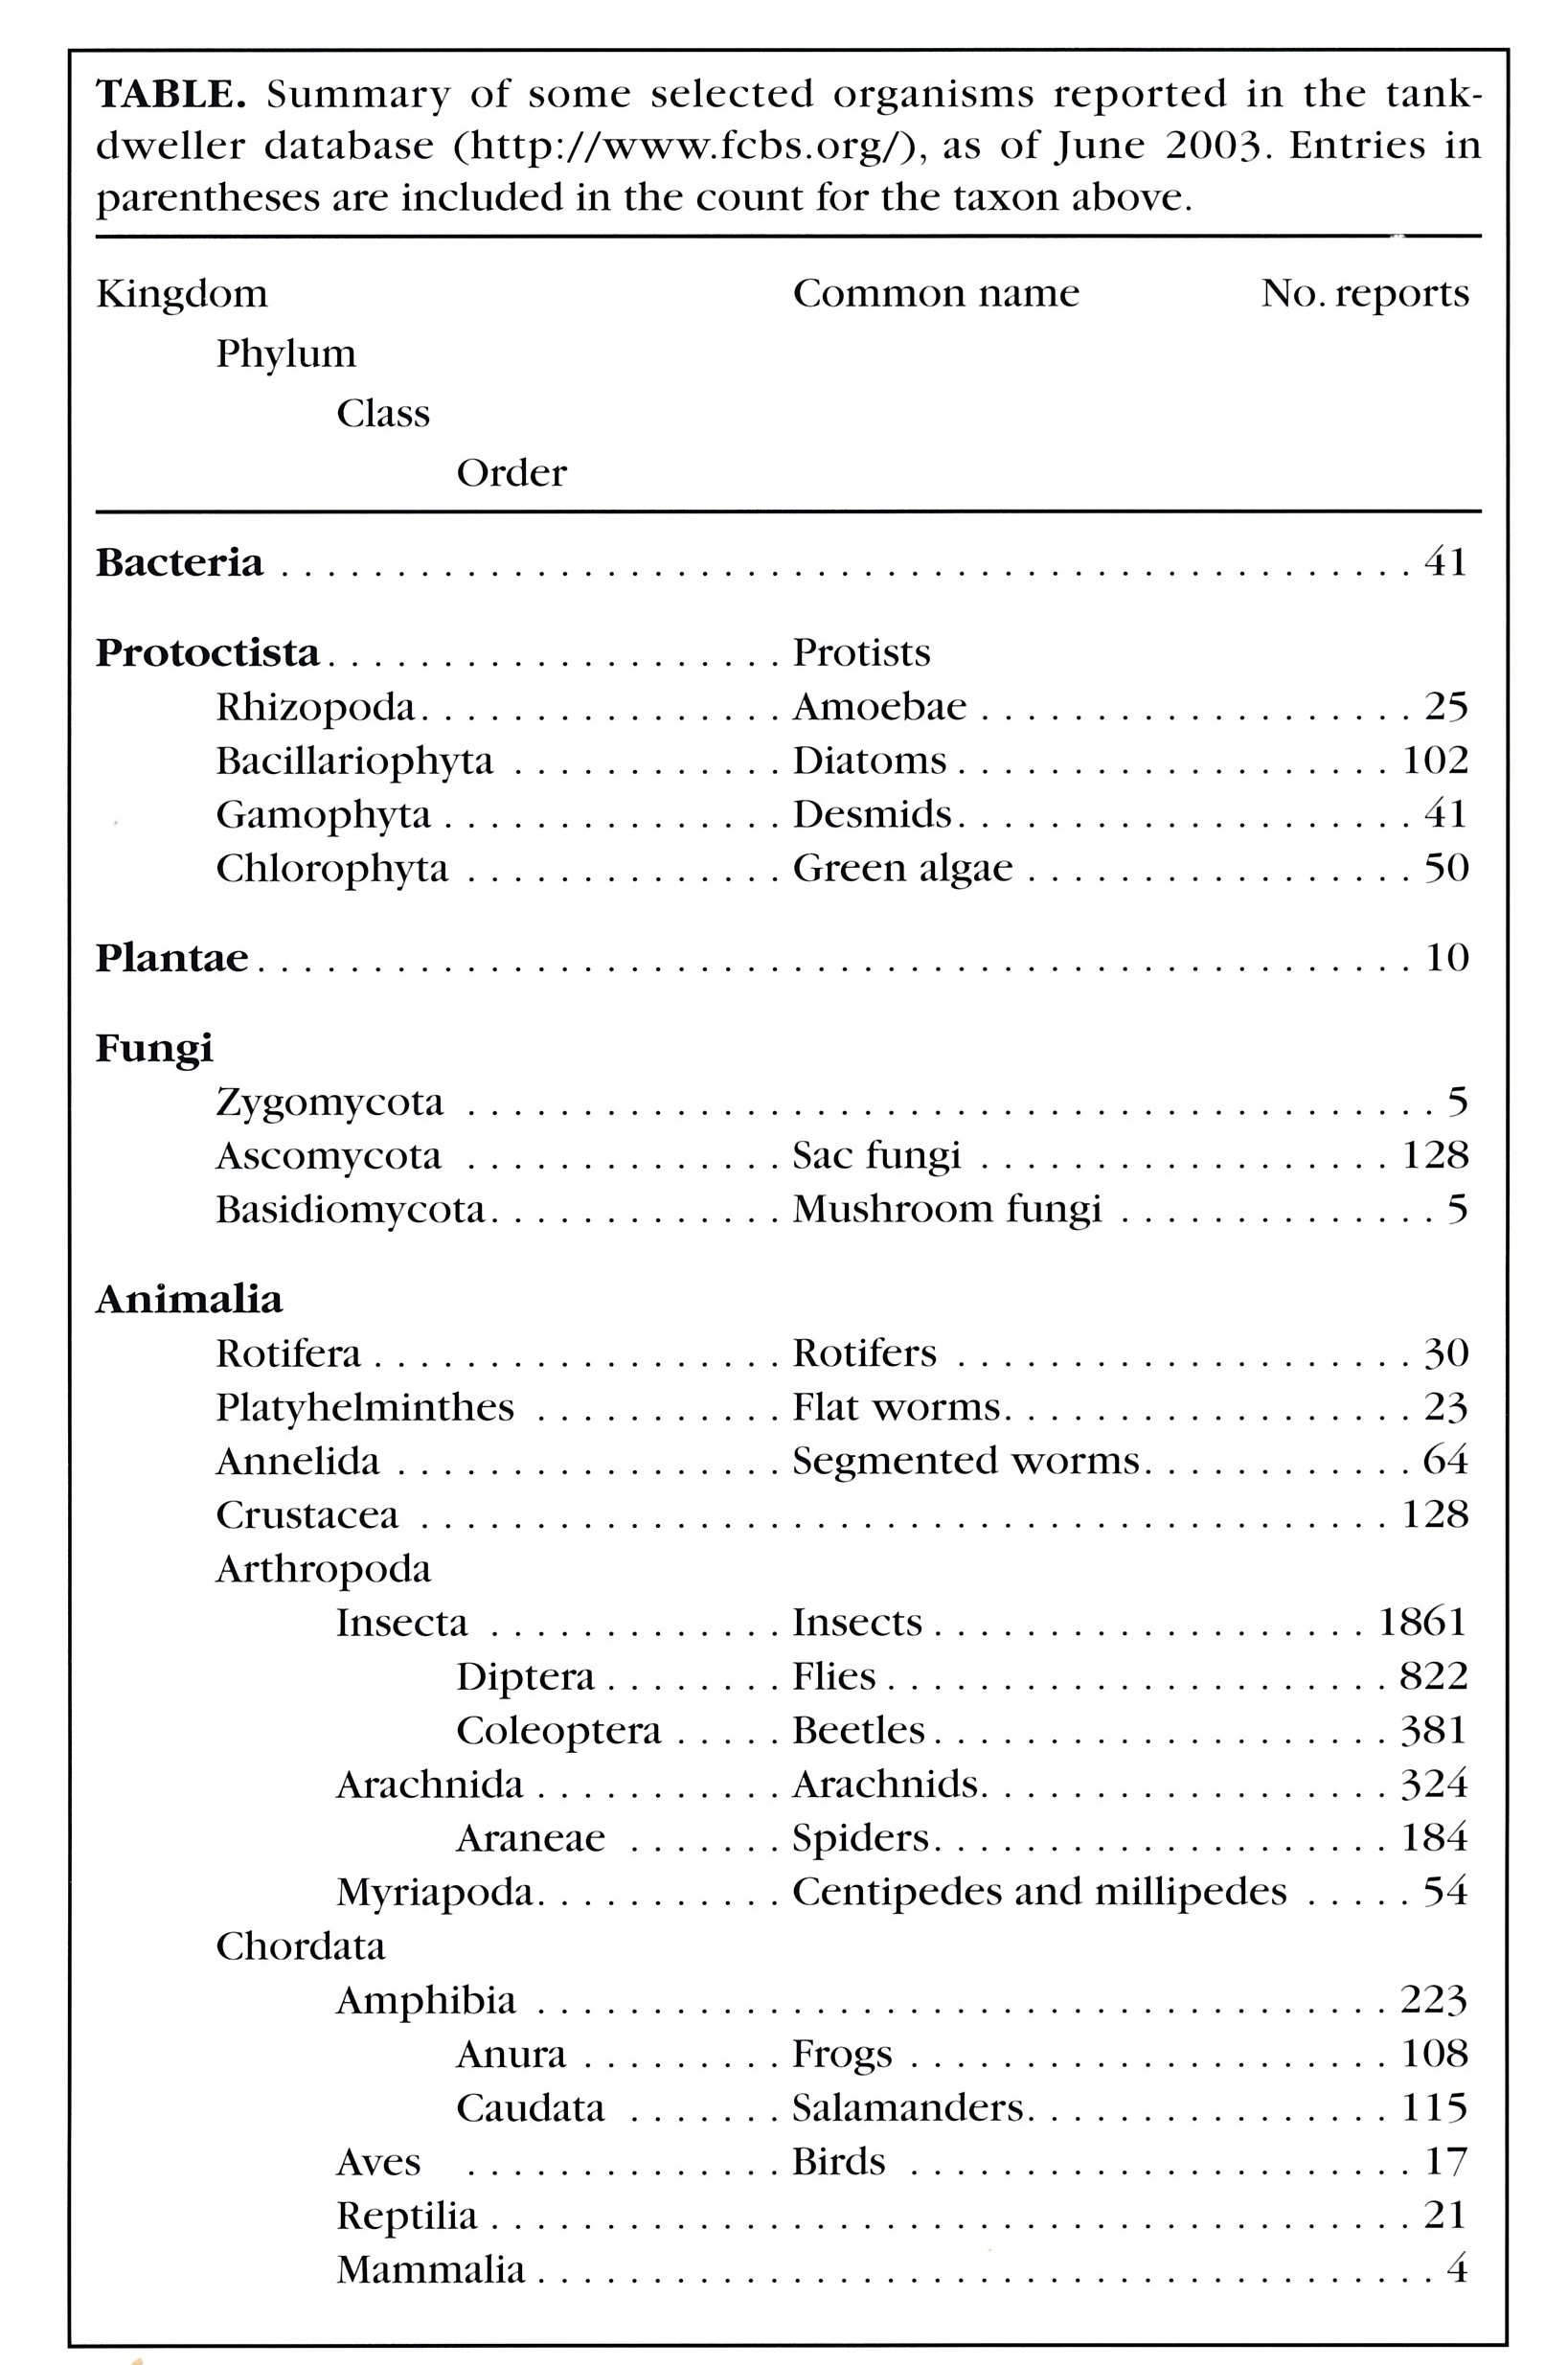 TABLE. Summary of some selected organisms reported in the tank-
dweller database (http://www.fcbs.org/), as of June 2003. Entries in
parentheses are included in the count for the taxon above.
Kingdom Common name No. reports
Phylum
Class
Order
Bacteria . . . . . . . . . . 41
Protoctista . . . . . . . . . . Protists
Rhizopoda . . . . . . . . . . Amoebae . . . . . . . . . . 25
Bacillariophyta . . . . . . . . . . Diatoms . . . . . . . . . . 102
Gamophyta . . . . . . . . . . Desmids . . . . . . . . . . 41
Chlorophyta . . . . . . . . . . Green algae . . . . . . . . . . 50
Plantae . . . . . . . . . . 10
Fungi
Zygomycota . . . . . . . . . . 5
Ascomycota . . . . . . . . . . Sac fungi . . . . . . . . . . 128
Basidiomycota . . . . . . . . . . Mushroom fungi . . . . . . . . . . 5
Animalia
Rotifera . . . . . . . . . . Rotifers . . . . . . . . . . 30
Platyhelminthes . . . . . . . . . . Flat worms . . . . . . . . . . 23
Annelida . . . . . . . . . . Segmented worms . . . . . . . . . . 64
Crustacea . . . . . . . . . . 128
Arthropoda
Insecta . . . . . . . . . . Insects . . . . . . . . . . 1861
Diptera . . . . . . . . Flies . . . . . . . . . . 822
Coleoptera . . . . . Beetles . . . . . . . . . . 381
Arachnida . . . . . . . . . . Arachnids . . . . . . . . . . 324
Araneae . . . . . . . Spiders . . . . . . . . . . 184
Myriapoda . . . . . . . . . . Centipedes and millipedes . . . . . 54
Chordata
Amphibia . . . . . . . . . . 223
Anura . . . . . . . . . Frogs . . . . . . . . . . 108
Caudata . . . . . . . Salamanders . . . . . . . . . . 115
Aves . . . . . . . . . . Birds . . . . . . . . . . 17
Reptilia . . . . . . . . . . 21
Mammalia . . . . . . . . . . 4